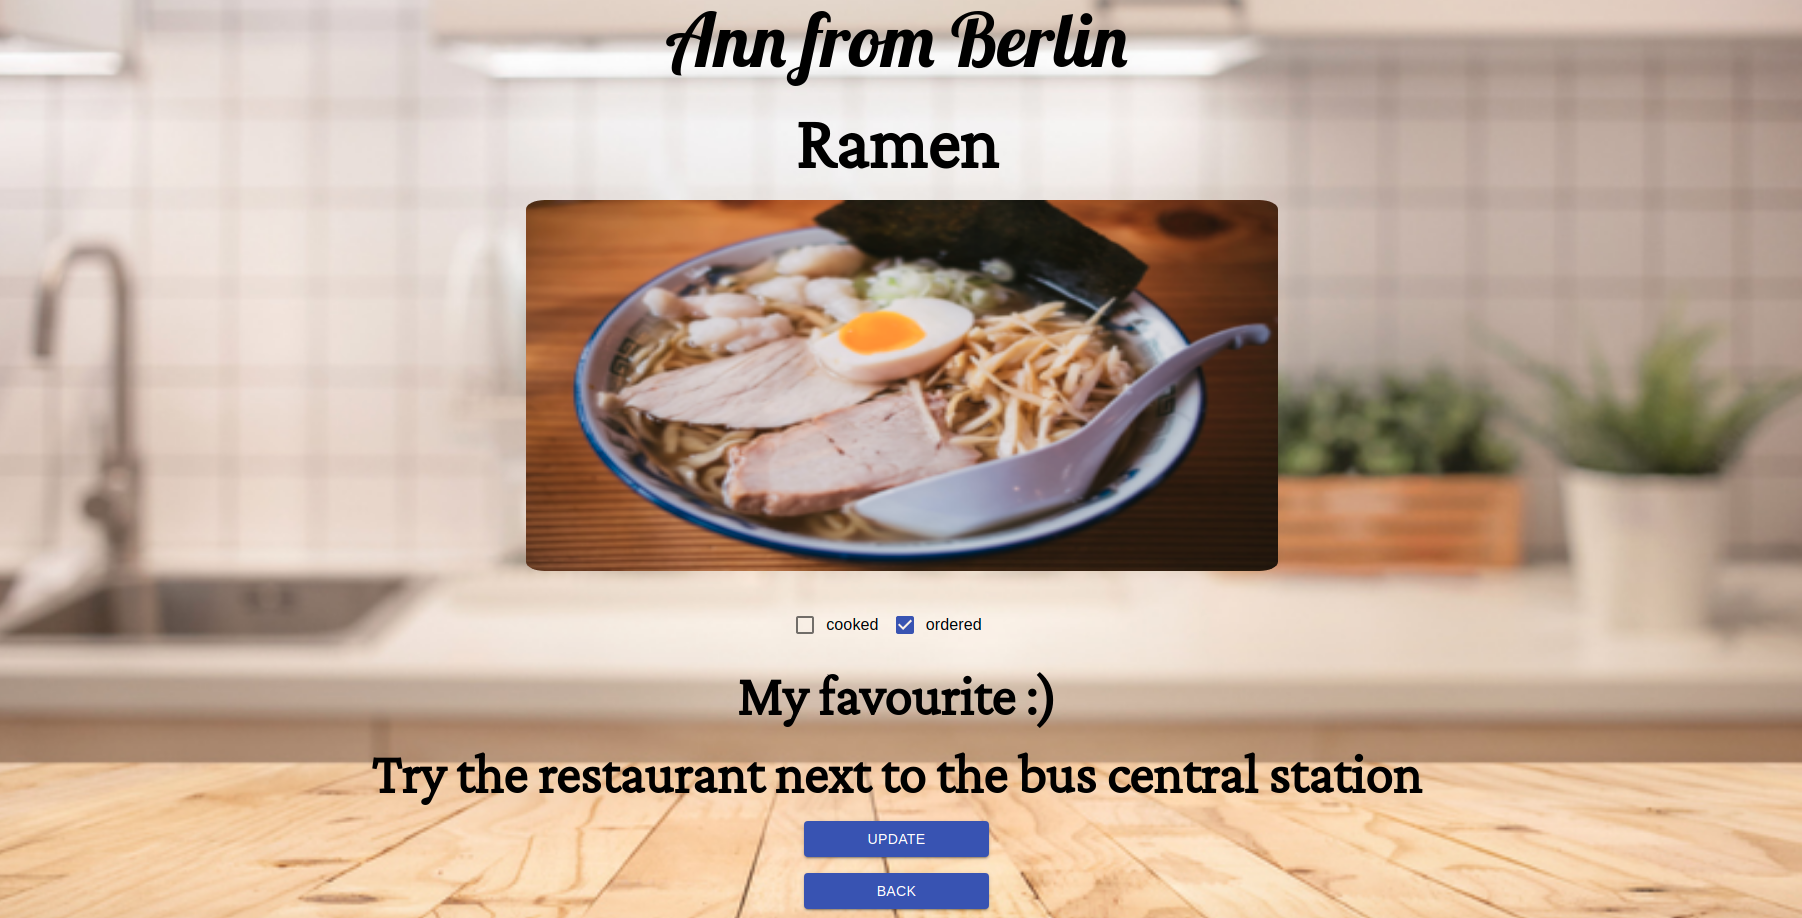 Ann from Berlin
Ramen
cooked ordered
My favourite :)
Try the restaurant next to the bus central station
UPDATE
BACK